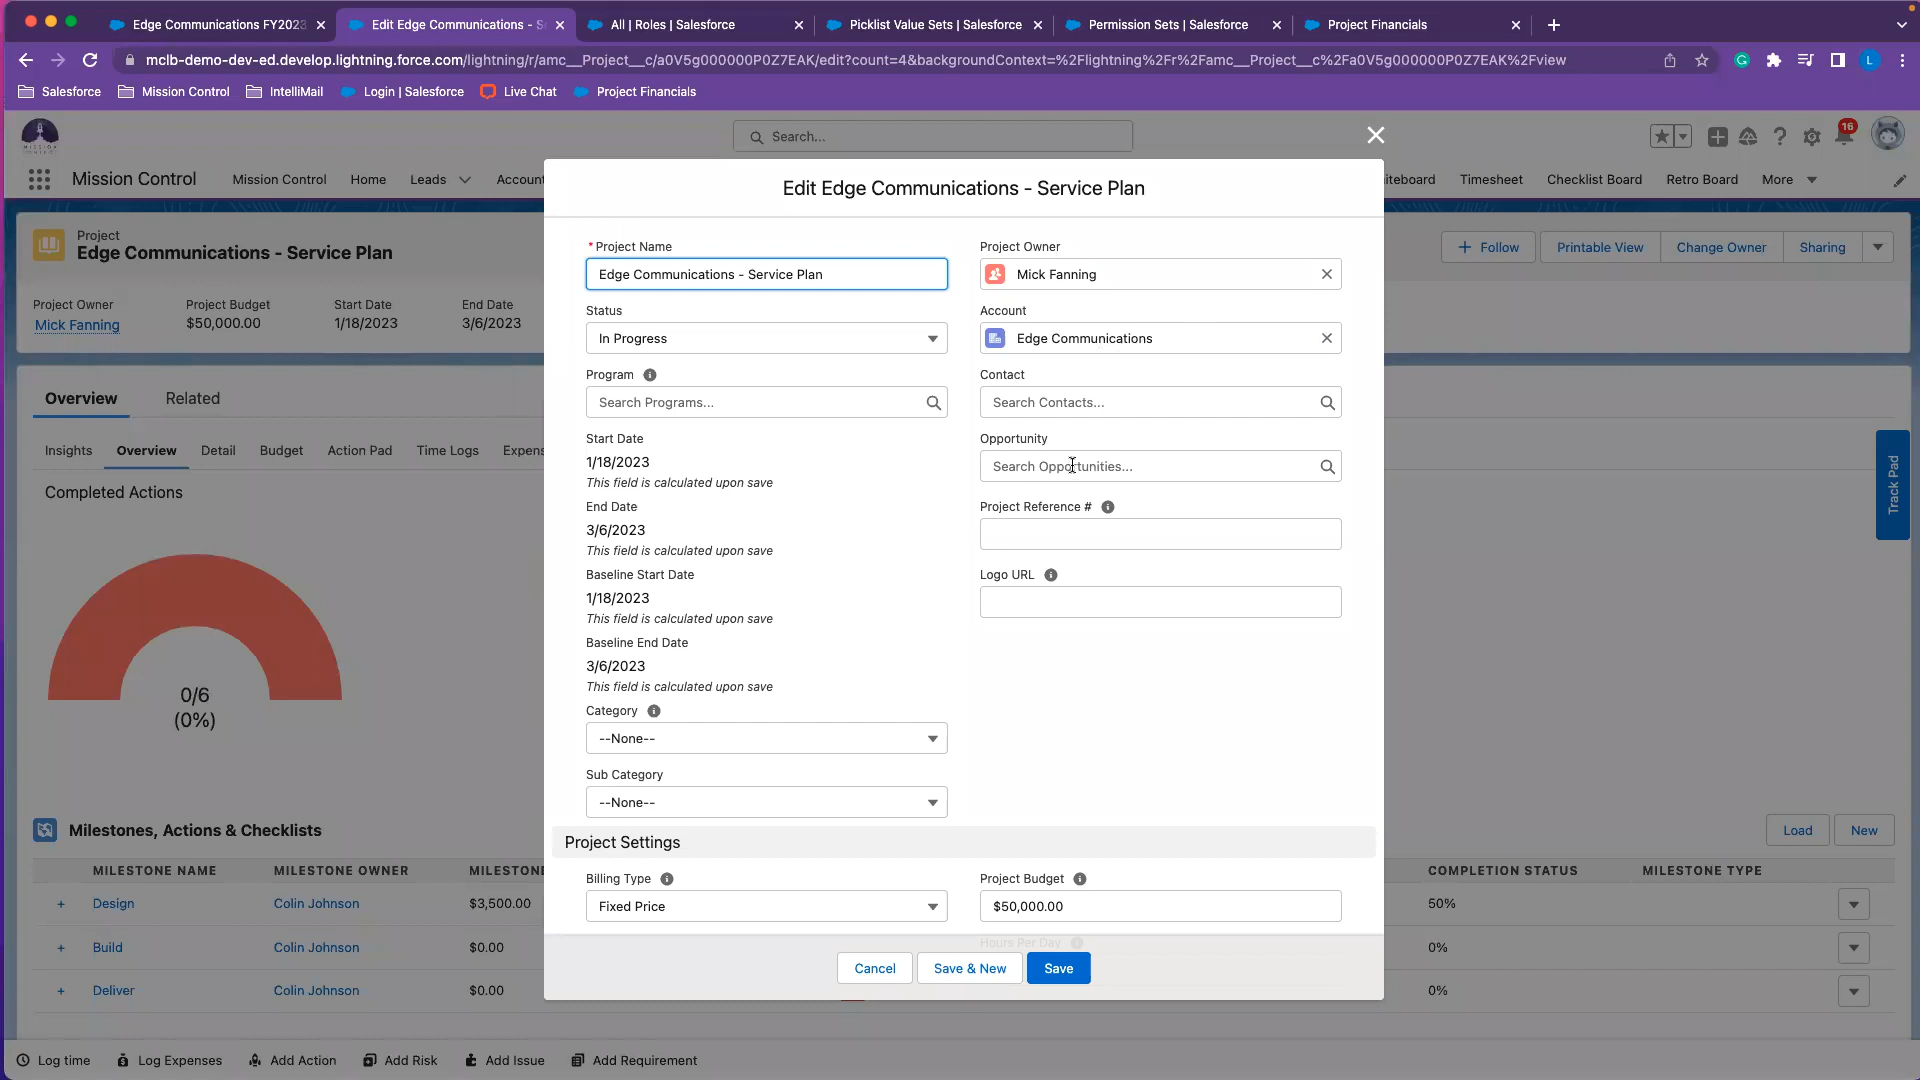 Edge Communications FY2023
Edit Edge Communications - S
All | Roles | Salesforce
Picklist Value Sets | Salesforce
Permission Sets | Salesforce
Project Financials
mclb-demo-dev-ed.develop.lightning.force.com/lightning/r/amc__Project__c/a0V5g000000P0Z7EAK/edit?count=4&backgroundContext=%2Flightning%2Fr%2Famc__Project__c%2Fa0V5g000000P0Z7EAK%2Fview
L
Salesforce
Mission Control
IntelliMail
Login | Salesforce
Live Chat
Project Financials
MISSION
Search...
16
Mission Control
Mission Control
Home
Leads
Account
iteboard
Timesheet
Checklist Board
Retro Board
More
Project
Edge Communications - Service Plan
+ Follow
Printable View
Change Owner
Sharing
Project Owner
Mick Fanning
Project Budget
$50,000.00
Start Date
1/18/2023
End Date
3/6/2023
Overview
Related
Insights
Overview
Detail
Budget
Action Pad
Time Logs
Expens
Completed Actions
0/6
(0%)
Track Pad
Edit Edge Communications - Service Plan
* Project Name
Edge Communications - Service Plan
Project Owner
Mick Fanning
Status
In Progress
Account
Edge Communications
Program
Search Programs...
Contact
Search Contacts...
Start Date
1/18/2023
This field is calculated upon save
Opportunity
Search Opportunities...
End Date
3/6/2023
This field is calculated upon save
Project Reference #
Baseline Start Date
1/18/2023
This field is calculated upon save
Logo URL
Baseline End Date
3/6/2023
This field is calculated upon save
Category
--None--
Sub Category
--None--
Project Settings
Billing Type
Fixed Price
Project Budget
$50,000.00
Hours Per Day
Cancel
Save & New
Save
Milestones, Actions & Checklists
Load
New
MILESTONE NAME
MILESTONE OWNER
MILESTONE
COMPLETION STATUS
MILESTONE TYPE
+ Design
Colin Johnson
$3,500.00
50%
+ Build
Colin Johnson
$0.00
0%
+ Deliver
Colin Johnson
$0.00
0%
Log time
Log Expenses
Add Action
Add Risk
Add Issue
Add Requirement